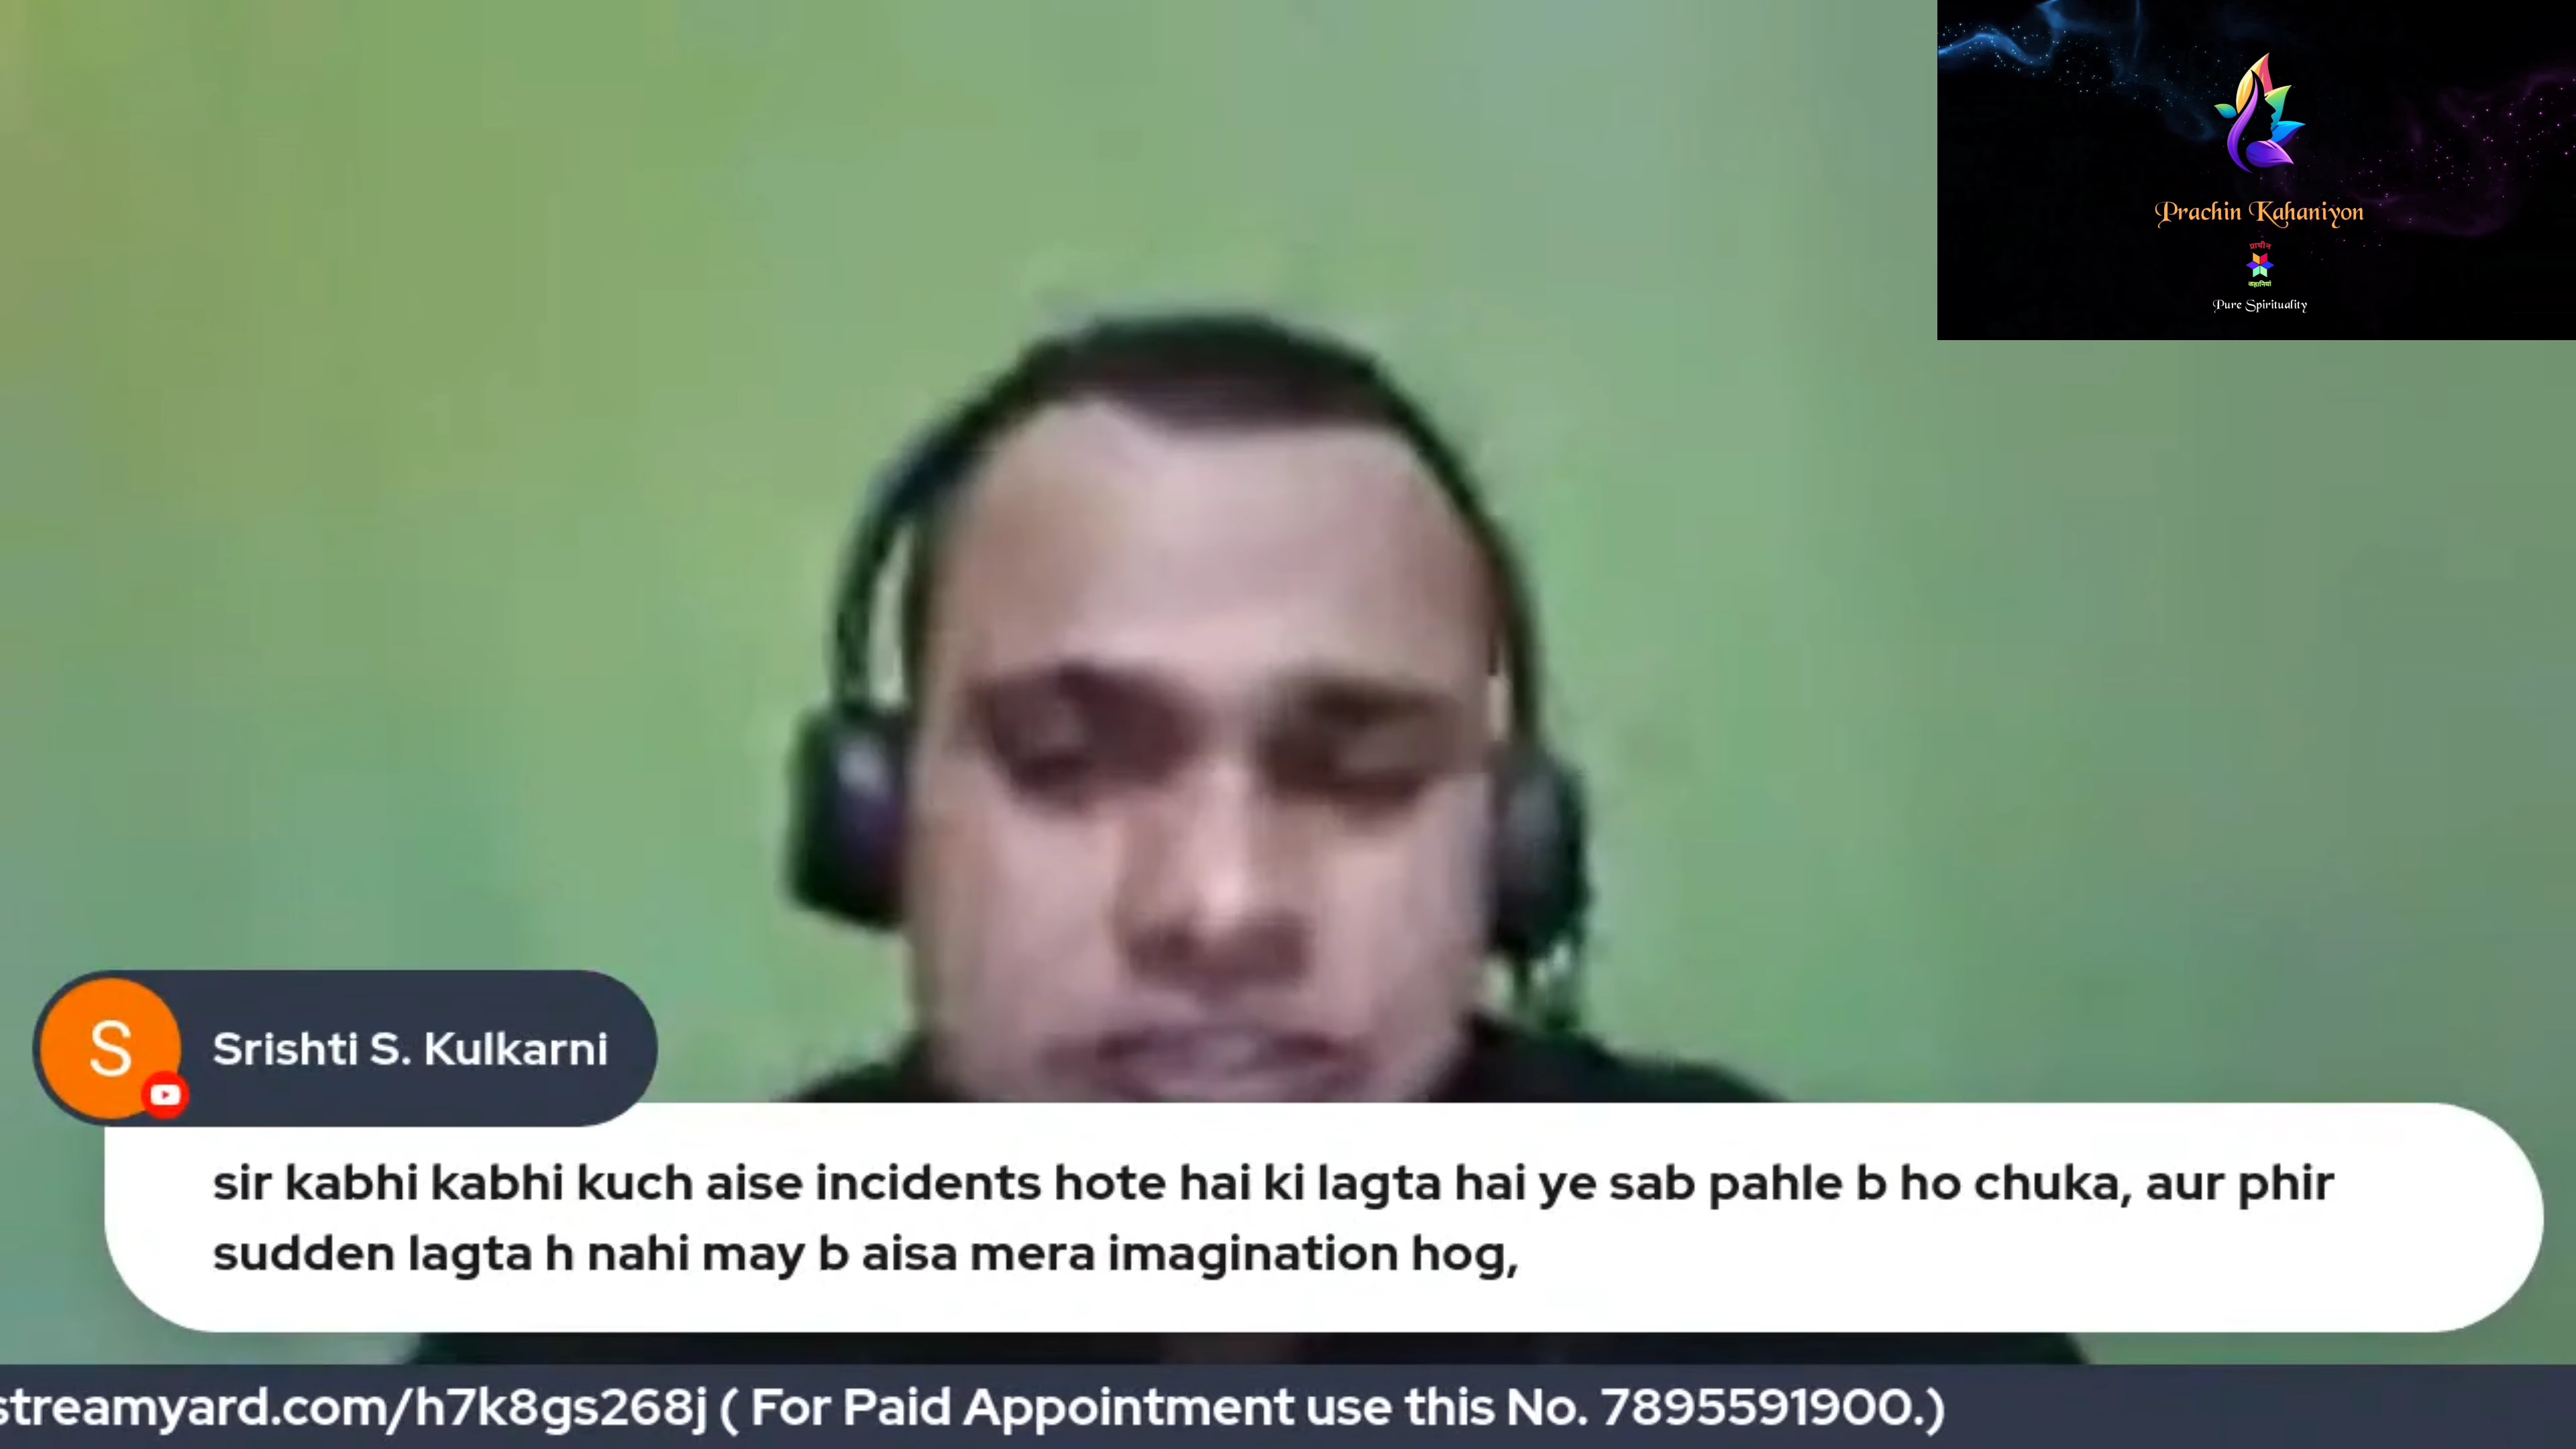 Prachin Kahaniyon
प्राचीन
कहानियां
Pure Spirituality
S
Srishti S. Kulkarni
sir kabhi kabhi kuch aise incidents hote hai ki lagta hai ye sab pahle b ho chuka, aur phir
sudden lagta h nahi may b aisa mera imagination hog,
streamyard.com/h7k8gs268j ( For Paid Appointment use this No. 7895591900.)